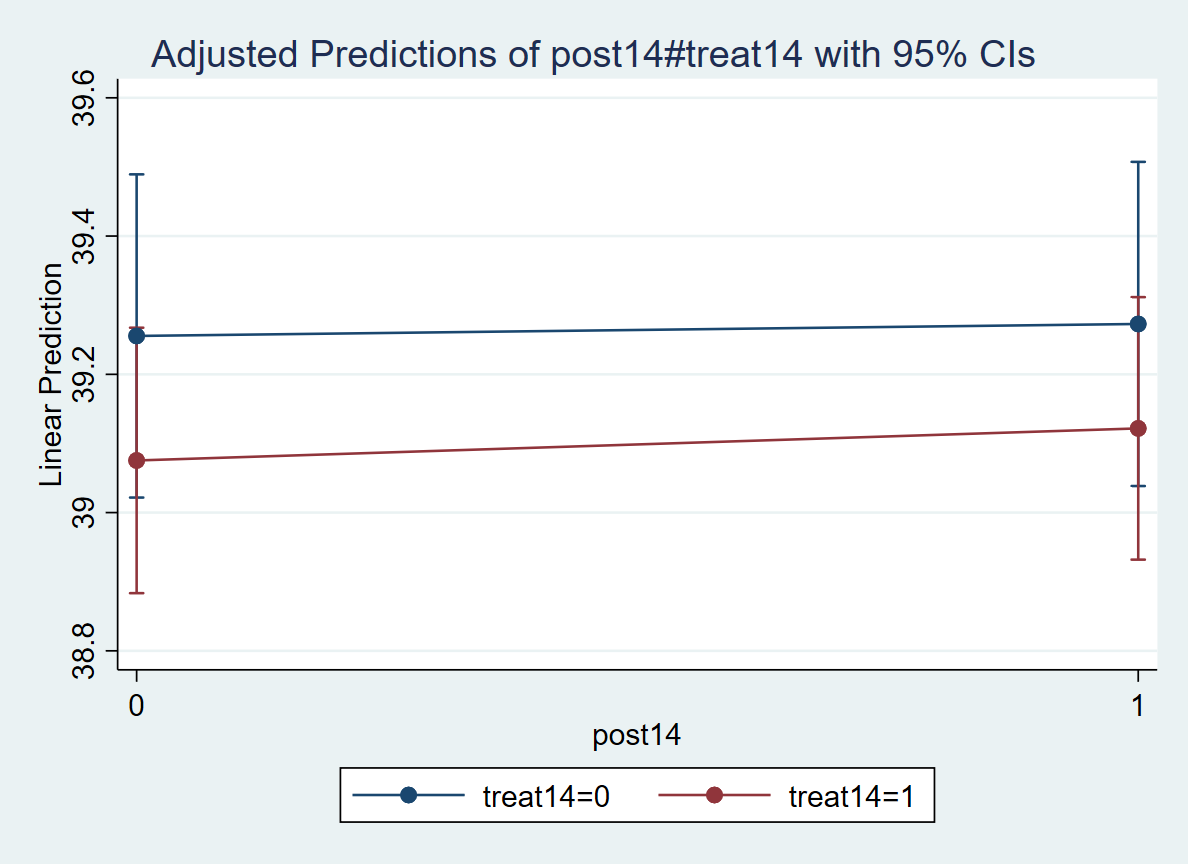 Adjusted Predictions of post14#treat14 with 95% CIs
Linear Prediction
39.6
39.4
39.2
39
38.8
0
1
post14
treat14=0
treat14=1